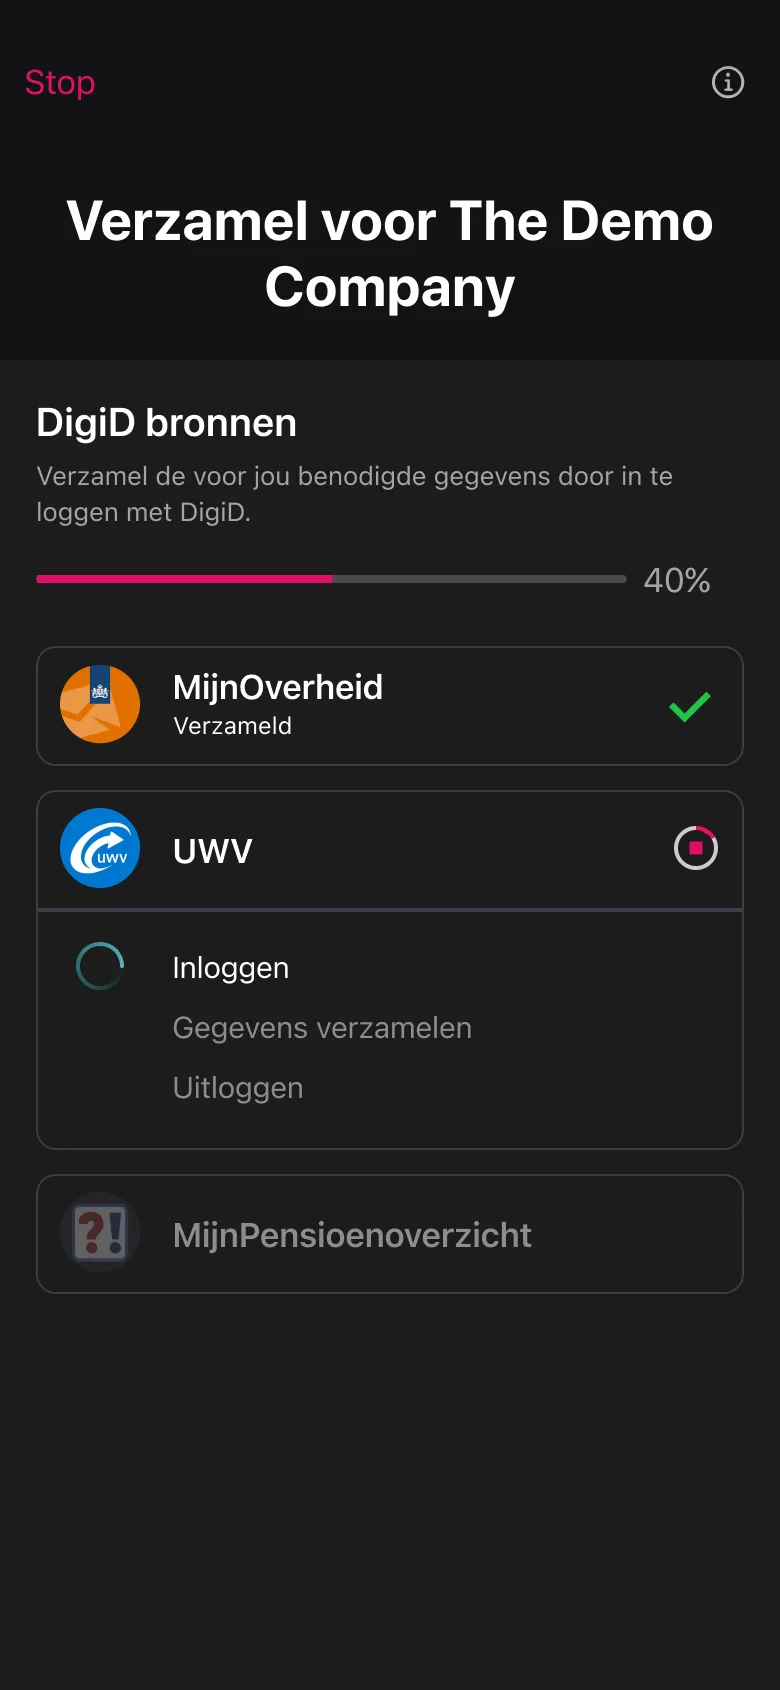 Stop
Verzamel voor The Demo
Company
DigiD bronnen
Verzamel de voor jou benodigde gegevens door in te
loggen met DigiD.
40%
MijnOverheid
Verzameld
UWV
UWV
Inloggen
Gegevens verzamelen
Uitloggen
?!
MijnPensioenoverzicht